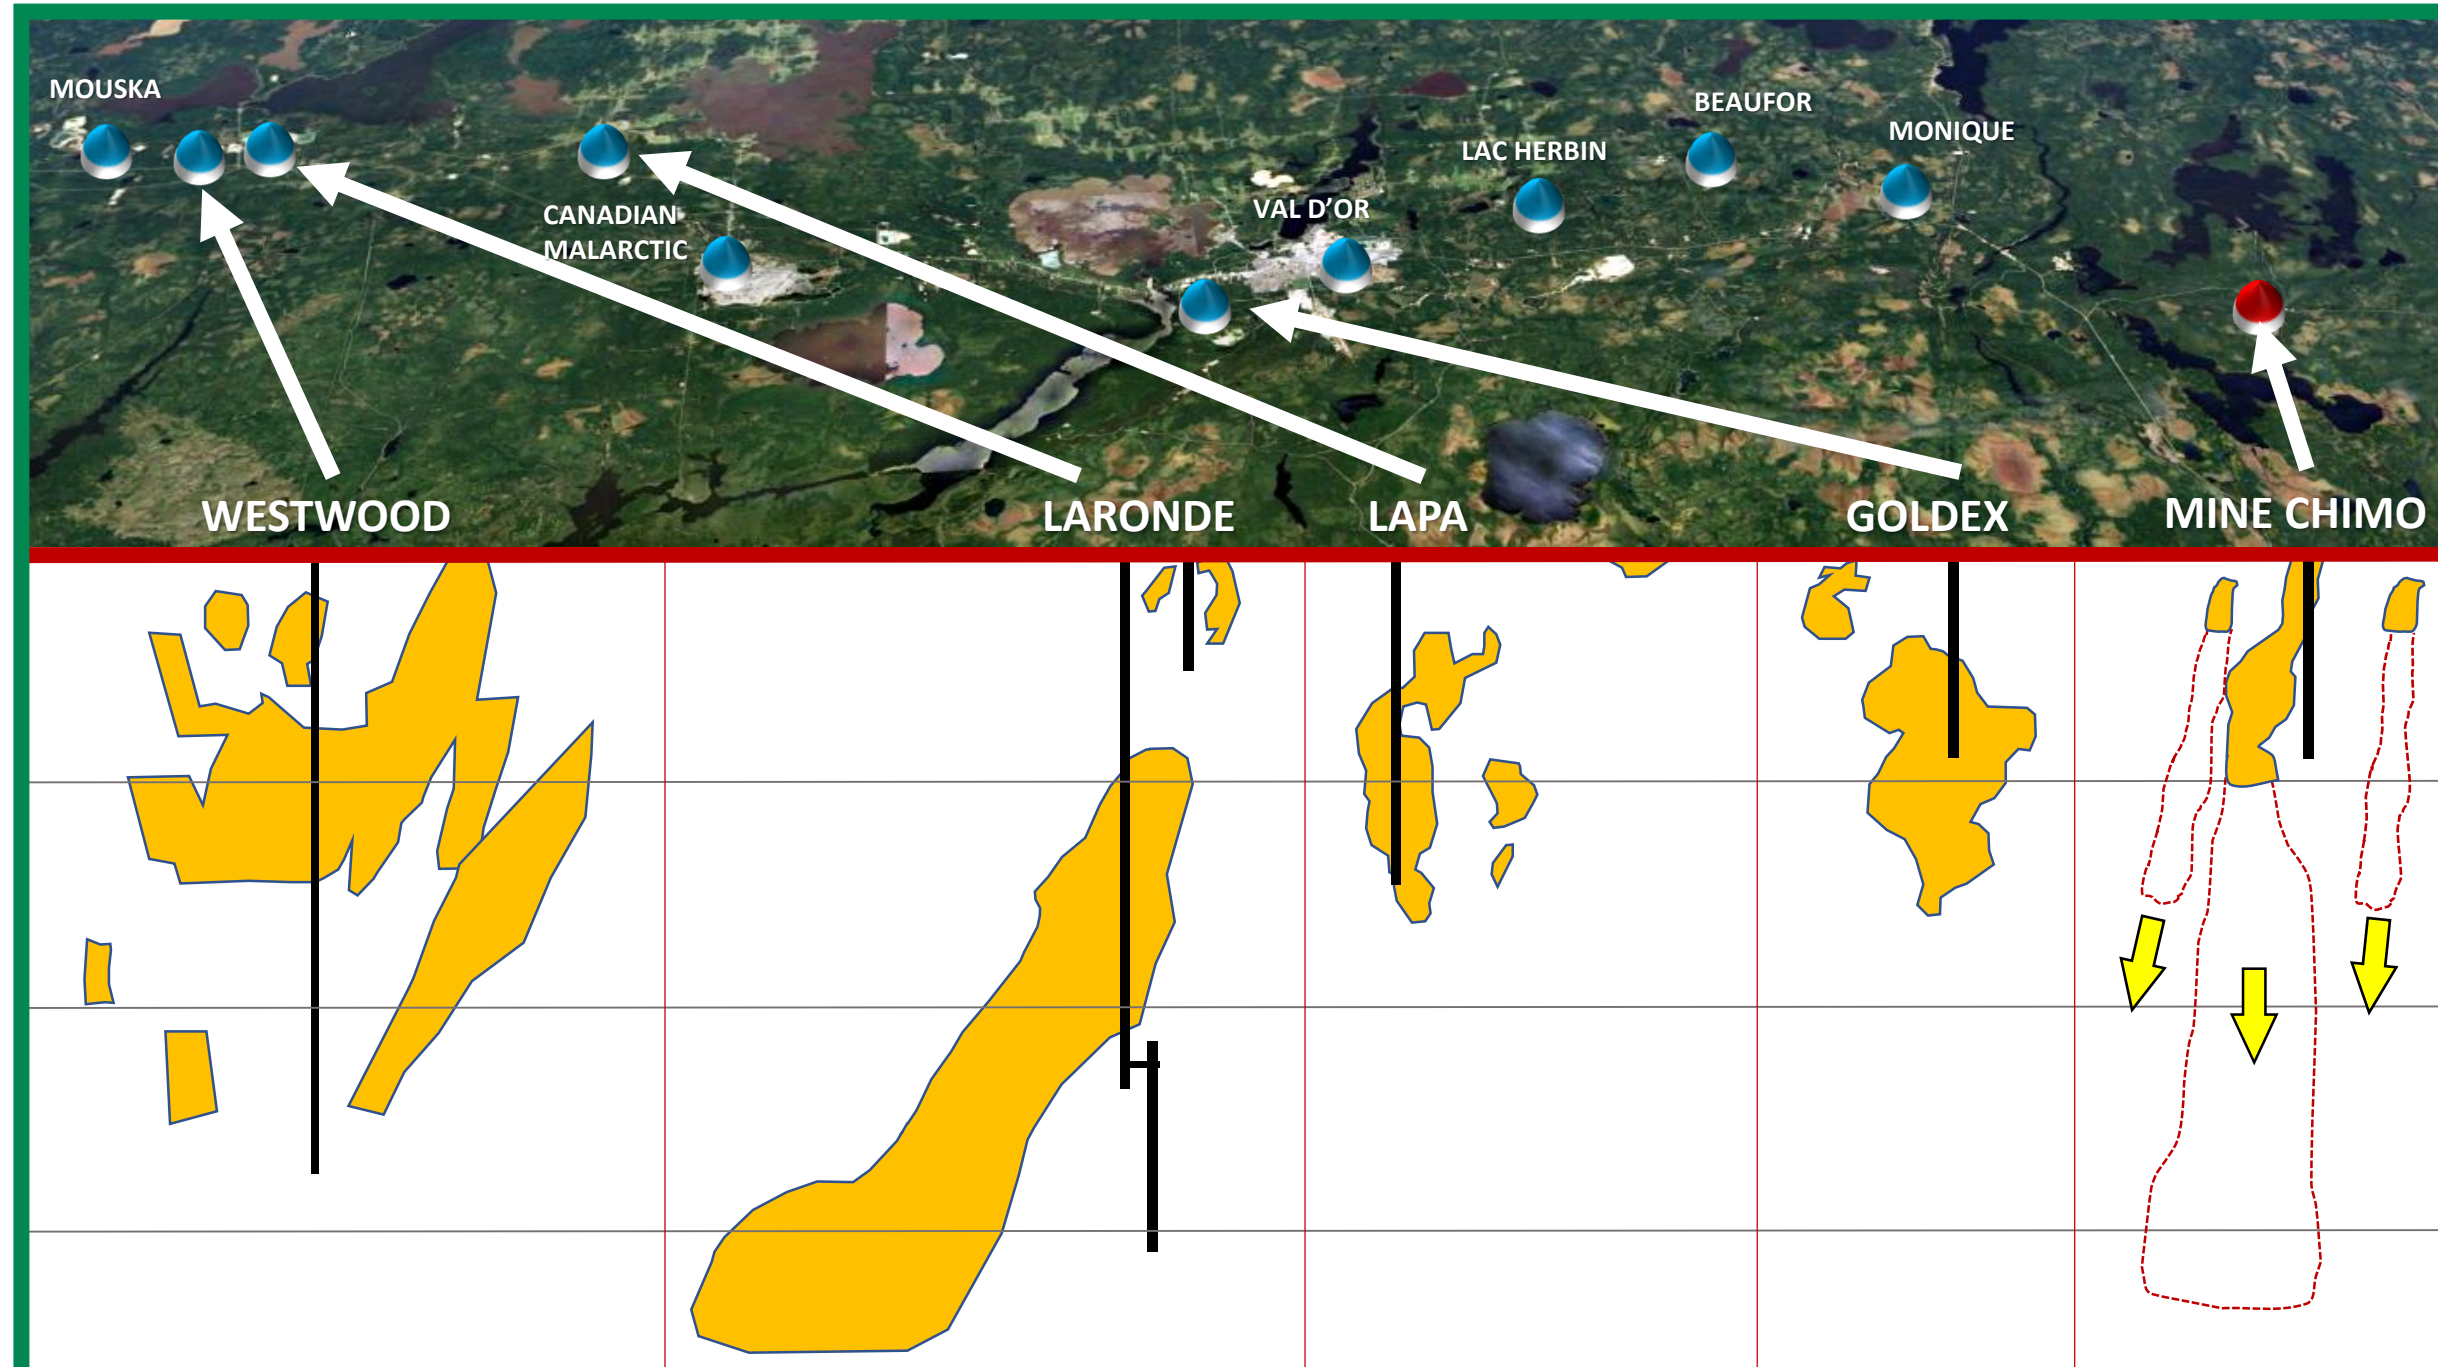 MOUSKA
BEAUFOR
MONIQUE
LAC HERBIN
CANADIAN
MALARCTIC
VAL D'OR
WESTWOOD
LARONDE
LAPA
GOLDEX
MINE CHIMO